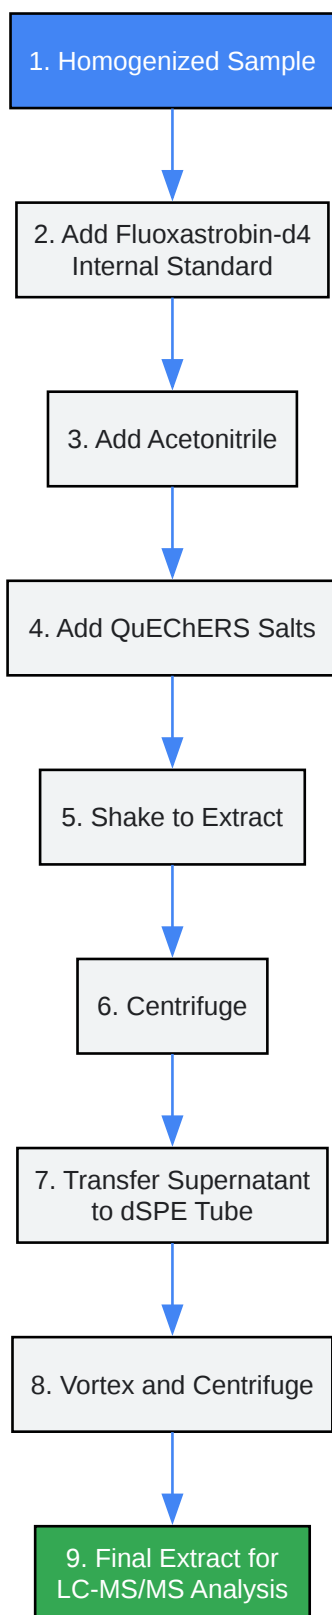 1. Homogenized Sample
2. Add Fluoxastrobin-d4
Internal Standard
3. Add Acetonitrile
4. Add QuEChERS Salts
5. Shake to Extract
6. Centrifuge
7. Transfer Supernatant
to dSPE Tube
8. Vortex and Centrifuge
9. Final Extract for
LC-MS/MS Analysis